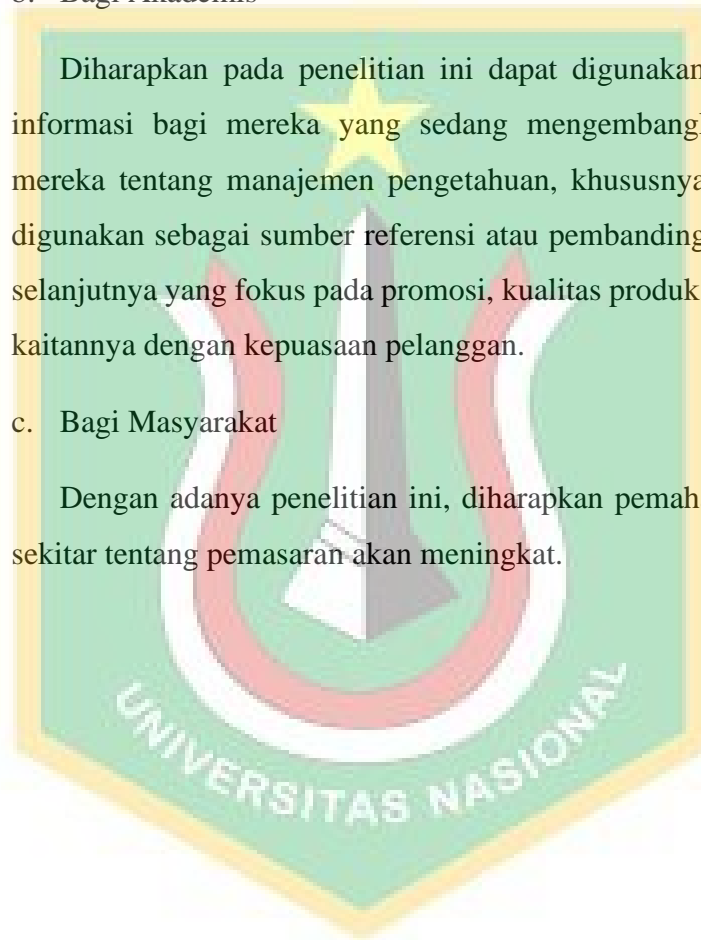 b. Bagi Akademis
Diharapkan pada penelitian ini dapat digunakan
informasi bagi mereka yang sedang
mereka tentang manajemen pengetahuan, khususnya
digunakan sebagai sumber referensi atau pembanding
selanjutnya yang fokus pada promosi, kualitas produk
kaitannya dengan kepuasaan pelanggan.
c. Bagi Masyarakat
Dengan adanya penelitian ini, diharapkan
sekitar tentang pemasaran akan meningkat.
UNIVERSITAS NASIONAL